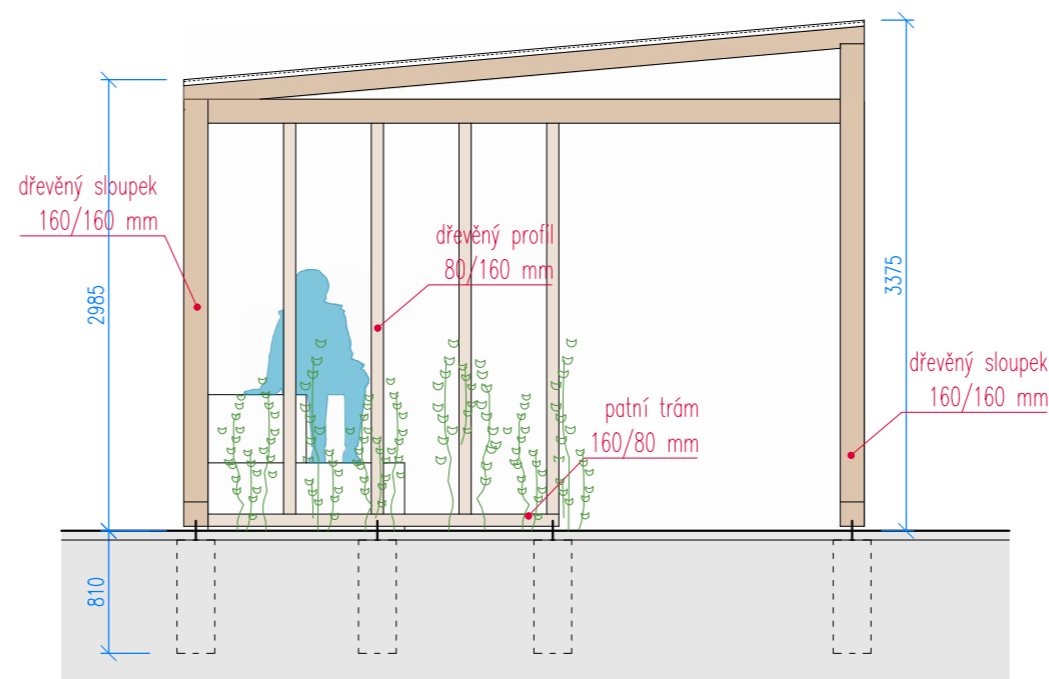 dřevěný sloupek
160/160 mm
dřevěný profil
80/160 mm
2985
3375
dřevěný sloupek
160/160 mm
patní trám
160/80 mm
810